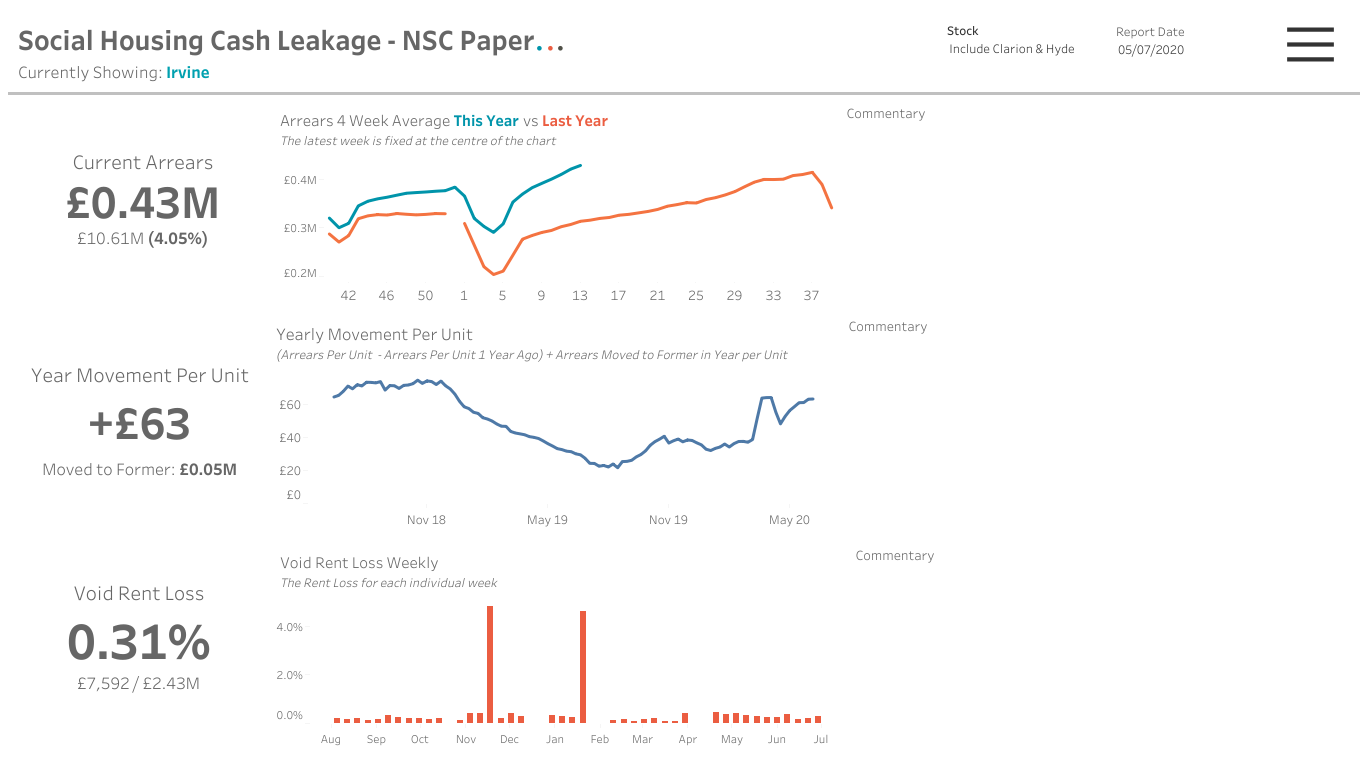 Social Housing Cash Leakage - NSC Paper...
Currently Showing: Irvine
Stock
Include Clarion & Hyde
Report Date
05/07/2020
Current Arrears
£0.43M
£10.61M (4.05%)
Arrears 4 Week Average This Year vs Last Year
The latest week is fixed at the centre of the chart
£0.4M
£0.3M
£0.2M
42 46 50 1 5 9 13 17 21 25 29 33 37
Commentary
Year Movement Per Unit
+£63
Moved to Former: £0.05M
Yearly Movement Per Unit
(Arrears Per Unit - Arrears Per Unit 1 Year Ago) + Arrears Moved to Former in Year per Unit
£60
£40
£20
£0
Nov 18 May 19 Nov 19 May 20
Commentary
Void Rent Loss
0.31%
£7,592 / £2.43M
Void Rent Loss Weekly
The Rent Loss for each individual week
4.0%
2.0%
0.0%
Aug Sep Oct Nov Dec Jan Feb Mar Apr May Jun Jul
Commentary